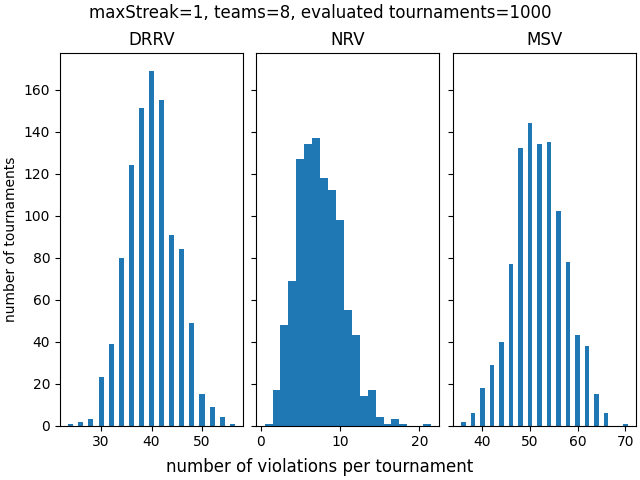 maxStreak=1, teams=8, evaluated tournaments=1000
DRRV
NRV
MSV
number of tournaments
160
140
120
100
80
60
40
20
0
30 40 50
0 10 20
40 50 60 70
number of violations per tournament